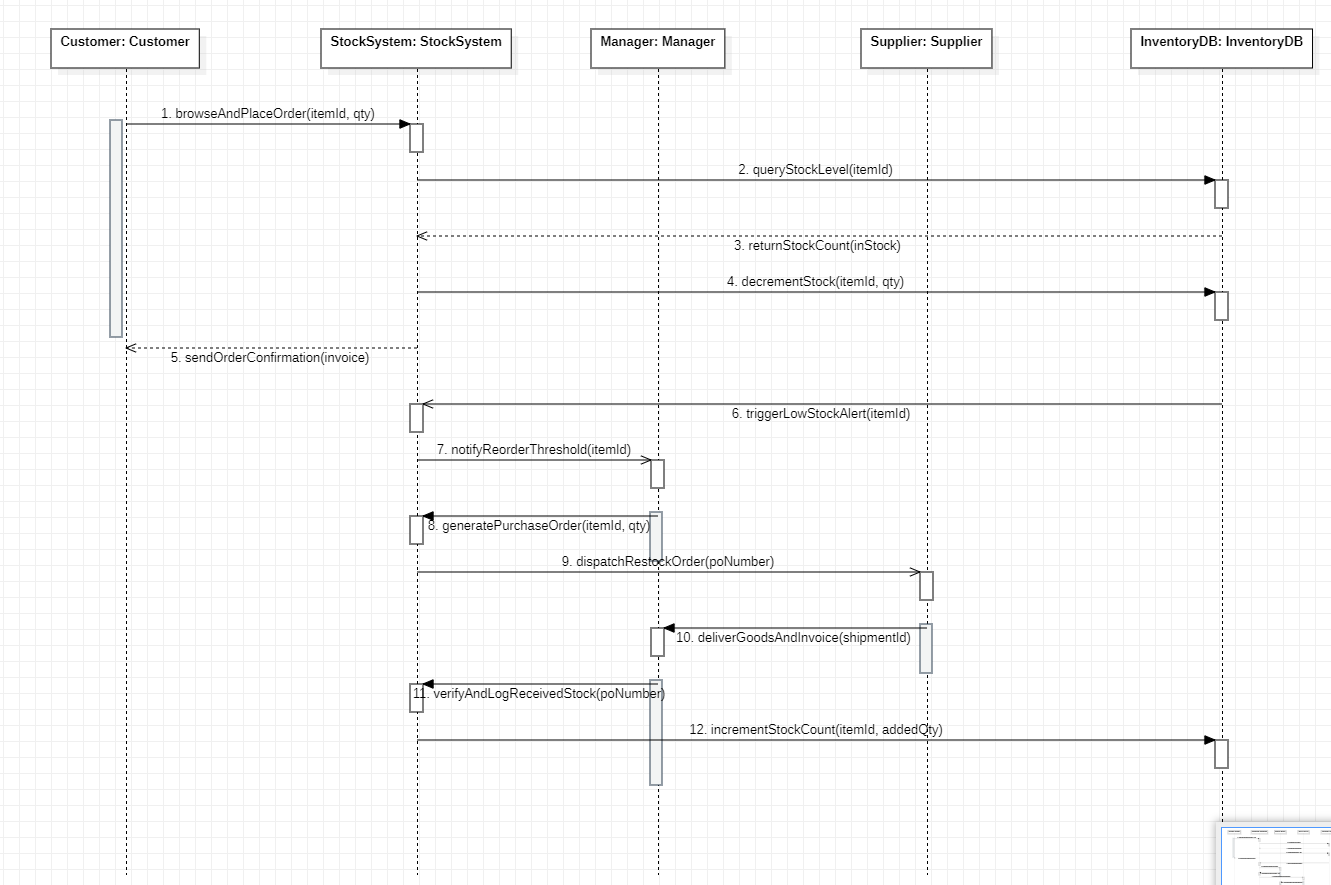 Customer: Customer
StockSystem: StockSystem
Manager: Manager
Supplier: Supplier
InventoryDB: InventoryDB
1. browseAndPlaceOrder(itemId, qty)
2. queryStockLevel(itemId)
3. returnStockCount(inStock)
4. decrementStock(itemId, qty)
5. sendOrderConfirmation(invoice)
6. triggerLowStockAlert(itemId)
7. notifyReorderThreshold(itemId)
8. generatePurchaseOrder(itemId, qty)
9. dispatchRestockOrder(poNumber)
10. deliverGoodsAndInvoice(shipmentId)
11. verifyAndLogReceivedStock(poNumber)
12. incrementStockCount(itemId, addedQty)